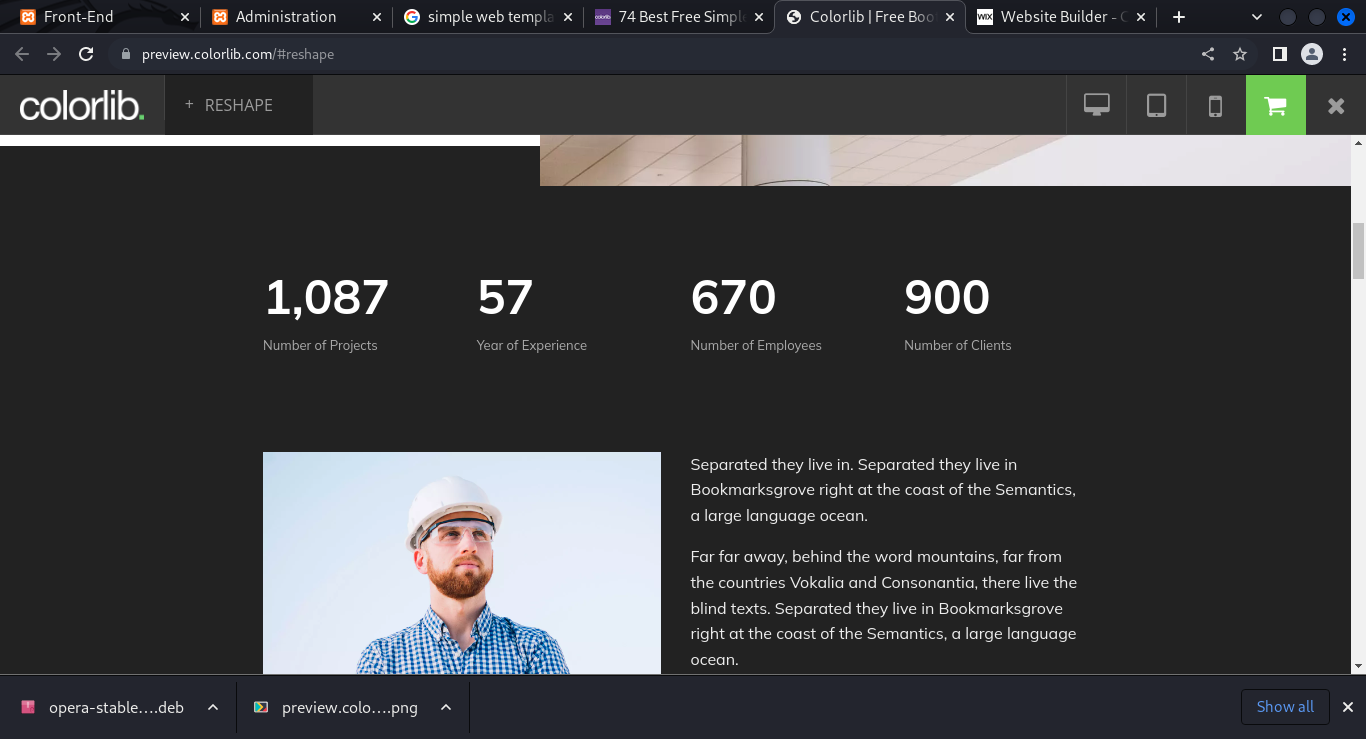 Front-End
Administration
simple web templa
74 Best Free Simple
Colorlib | Free Boo
WIX
Website Builder - C
preview.colorlib.com/#reshape
colorlib.
+ RESHAPE
1,087
57
670
900
Number of Projects
Year of Experience
Number of Employees
Number of Clients
Separated they live in. Separated they live in
Bookmarksgrove right at the coast of the Semantics,
a large language ocean.
Far far away, behind the word mountains, far from
the countries Vokalia and Consonantia, there live the
blind texts. Separated they live in Bookmarksgrove
right at the coast of the Semantics, a large language
ocean.
opera-stable….deb
preview.colo….png
Show all